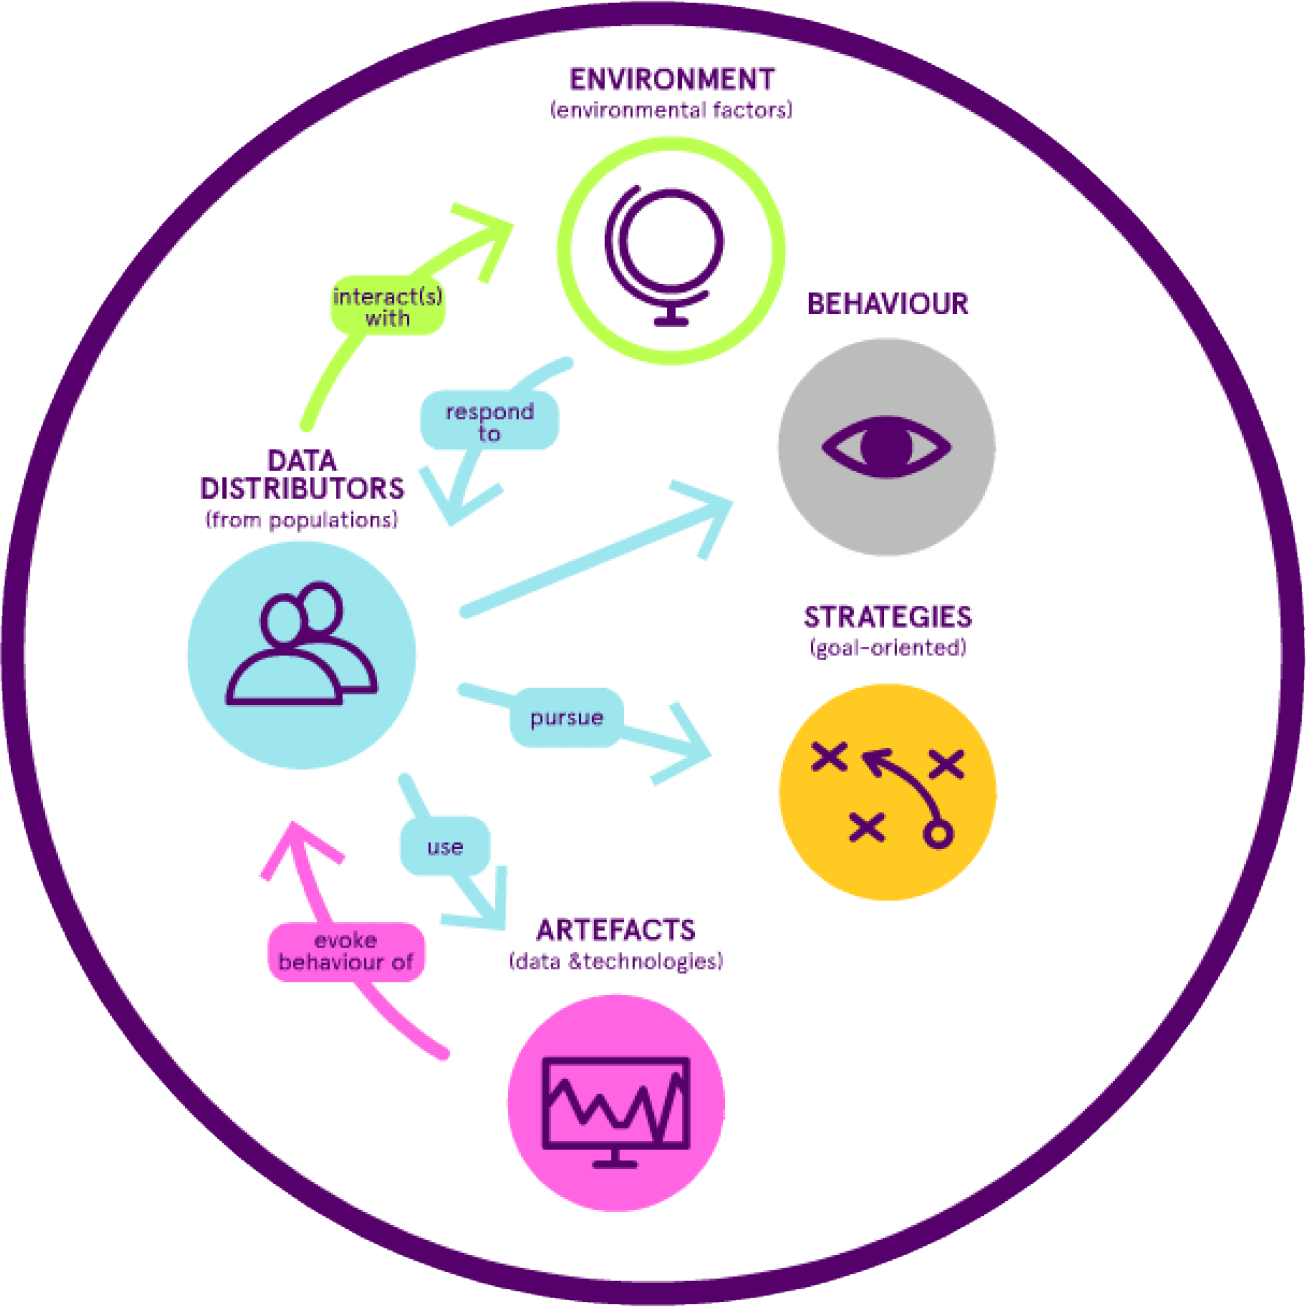 ENVIRONMENT
(environmental factors)
interact(s)
with
BEHAVIOUR
respond
to
DATA
DISTRIBUTORS
(from populations)
STRATEGIES
(goal-oriented)
pursue
use
ARTEFACTS
(data &technologies)
evoke
behaviour of